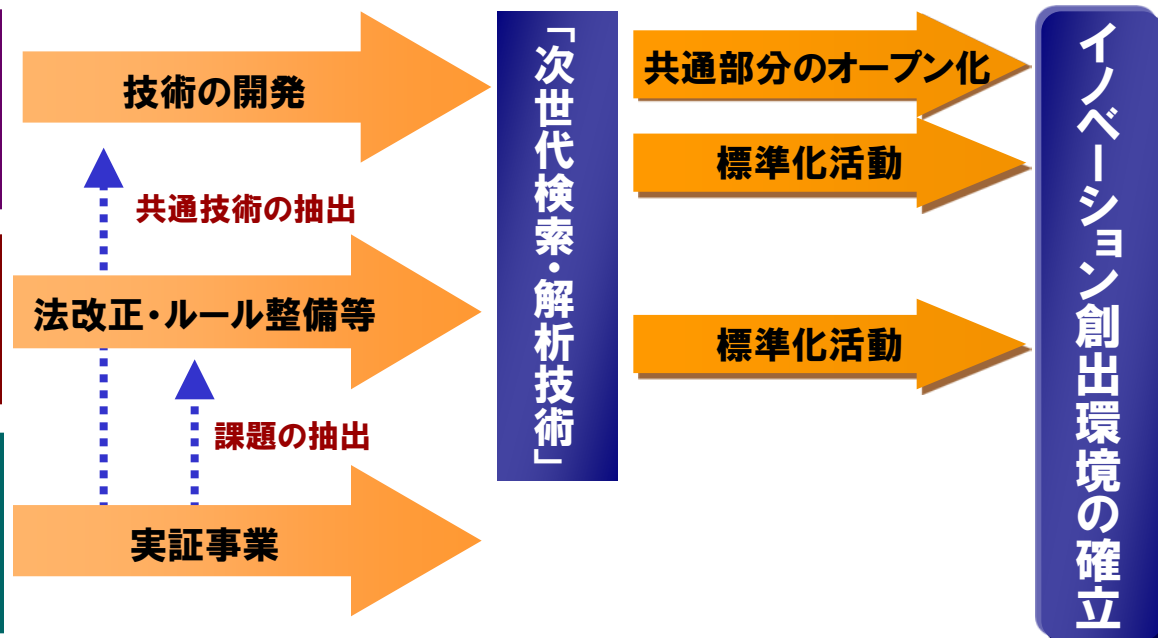 技術の開発
共通技術の抽出
法改正・ルール整備等
課題の抽出
実証事業
「次世代検索・解析技術」
共通部分のオープン化
標準化活動
標準化活動
イノベーション創出環境の確立